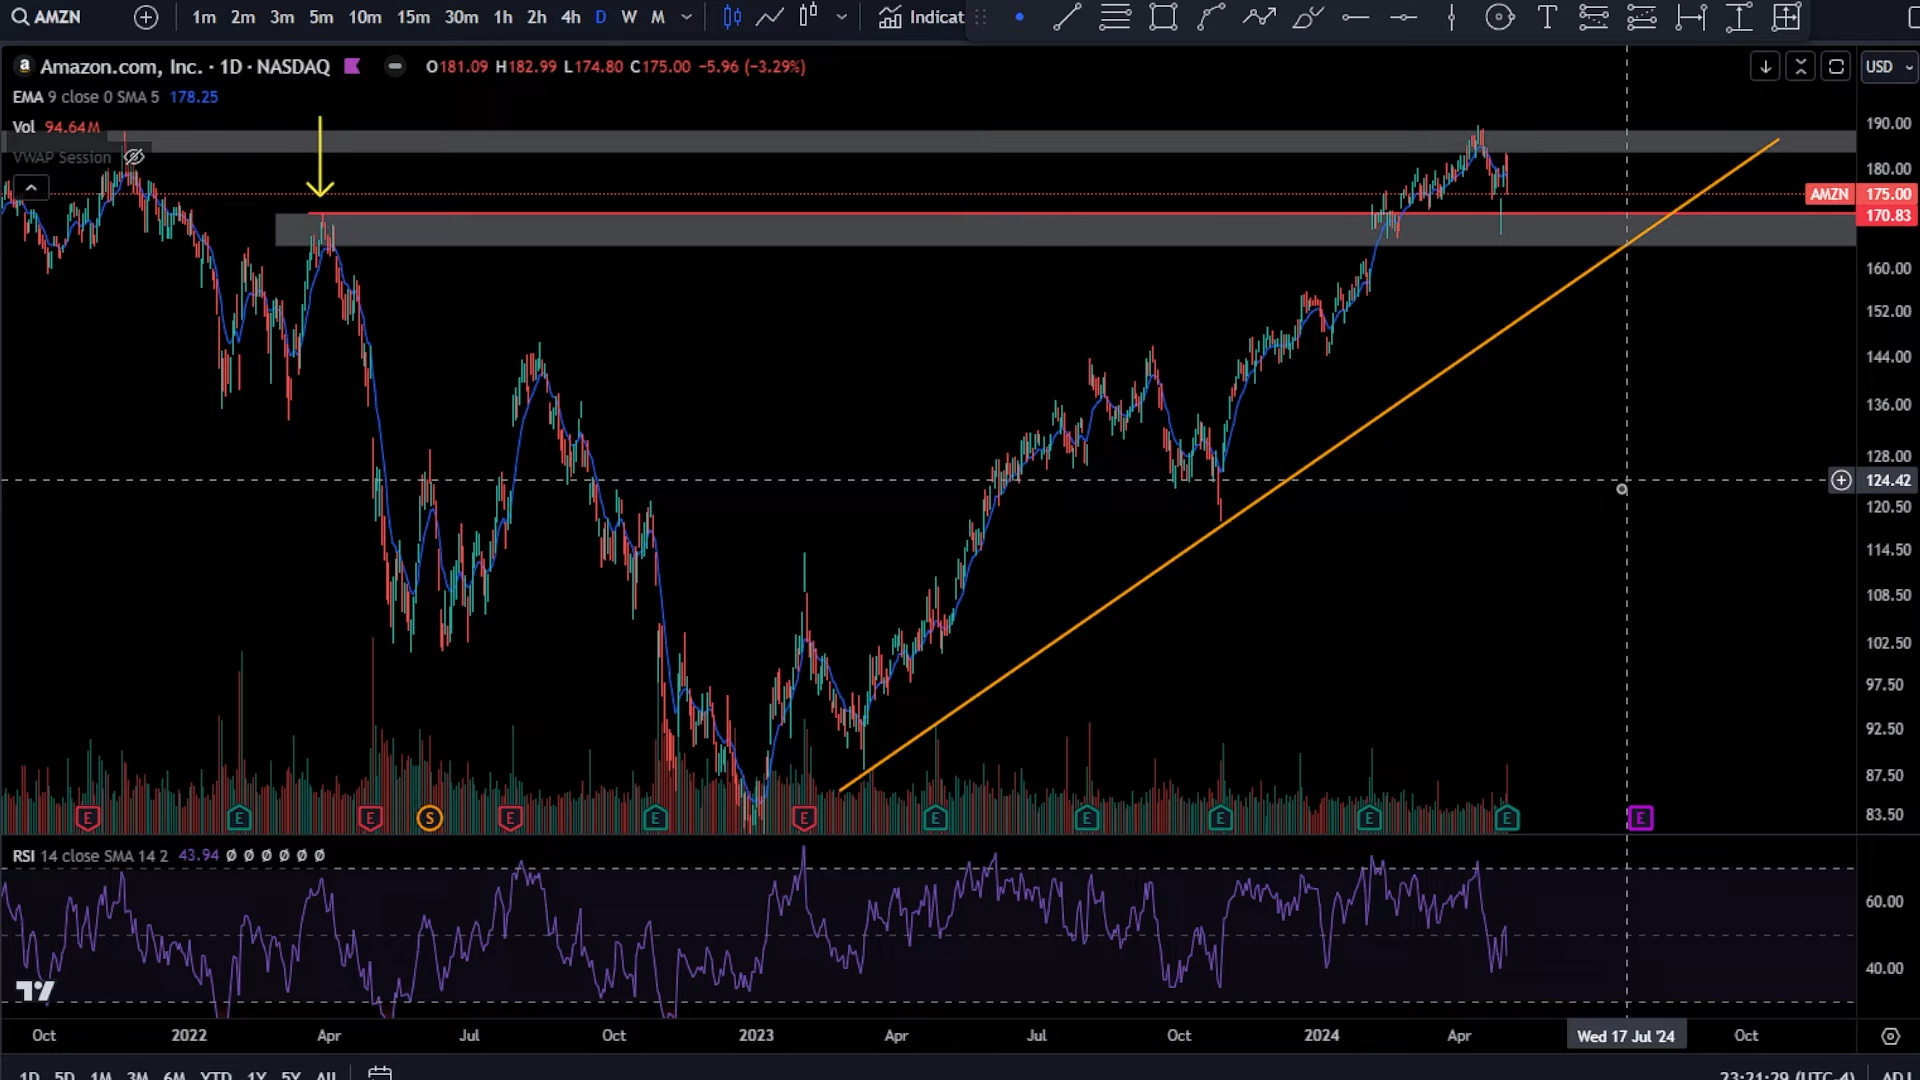 AMZN 1m 2m 3m 5m 10m 15m 30m 1h 2h 4h D W M Indicat
Amazon.com, Inc. · 1D · NASDAQ O181.09 H182.99 L174.80 C175.00 −5.96 (−3.29%) USD
EMA 9 close 0 SMA 5 178.25
Vol 94.64M
VWAP Session
190.00
180.00
AMZN 175.00
170.83
160.00
152.00
144.00
136.00
128.00
124.42
120.50
114.50
108.50
102.50
97.50
92.50
87.50
83.50
E E E S E E E E E E E E E
RSI 14 close SMA 14 2 43.94 Ø Ø Ø Ø Ø Ø
60.00
40.00
Oct 2022 Apr Jul Oct 2023 Apr Jul Oct 2024 Apr Wed 17 Jul '24 Oct
1D 5D 1M 3M 6M YTD 1Y 5Y All 23:21:29 (UTC-4) ADJ